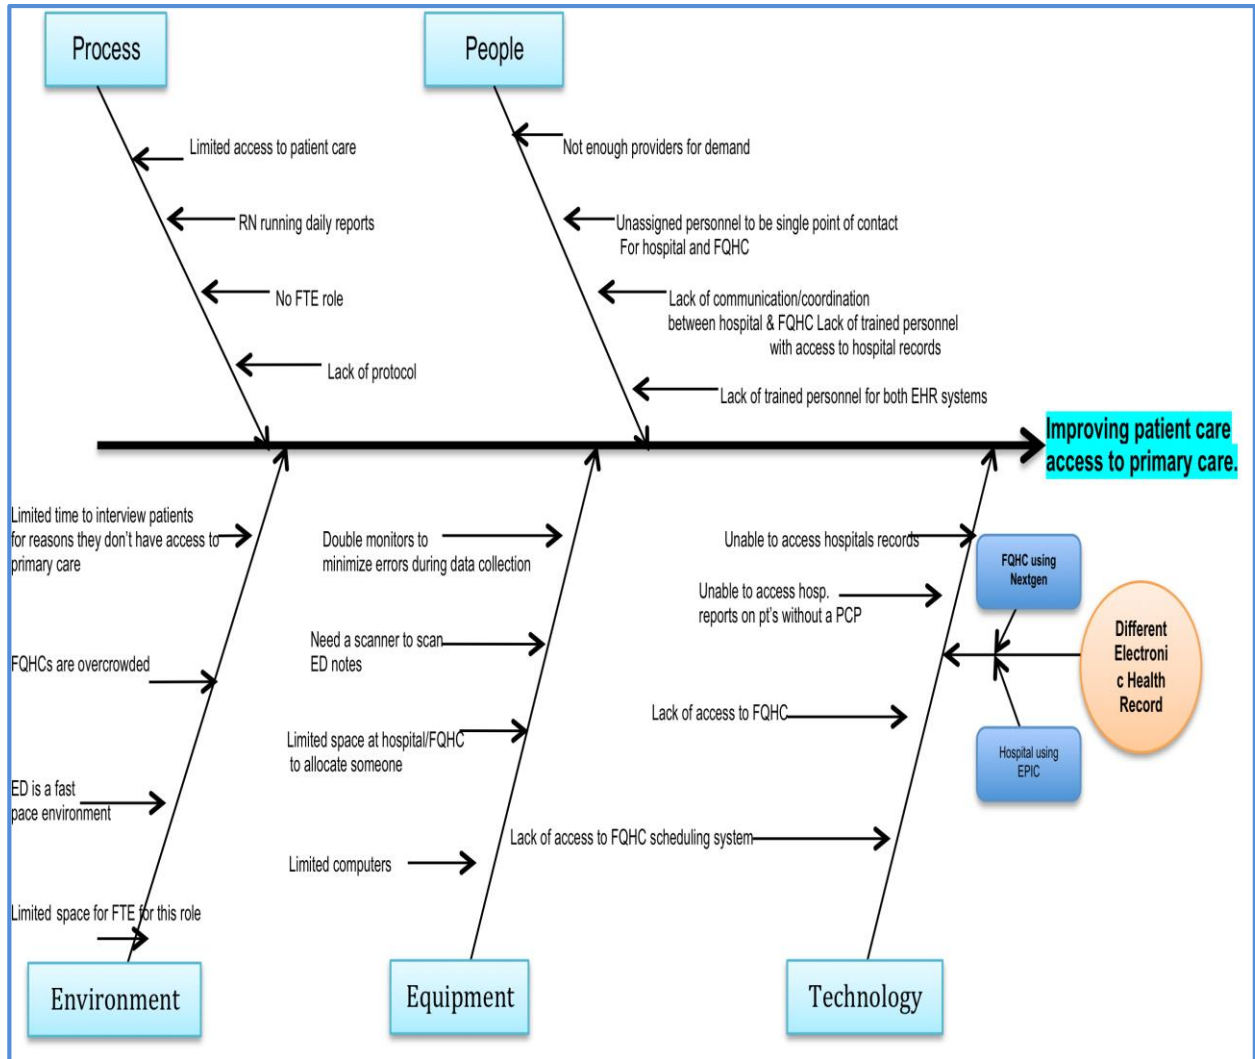 Process
People
Limited access to patient care
RN running daily reports
No FTE role
Lack of protocol
Not enough providers for demand
Unassigned personnel to be single point of contact
For hospital and FQHC
Lack of communication/coordination
between hospital & FQHC Lack of trained personnel
with access to hospital records
Lack of trained personnel for both EHR systems
Improving patient care
access to primary care.
Limited time to interview patients
for reasons they don't have access to
primary care
FQHCs are overcrowded
ED is a fast
pace environment
Limited space for FTE for this role
Double monitors to
minimize errors during data collection
Need a scanner to scan
ED notes
Limited space at hospital/FQHC
to allocate someone
Limited computers
Unable to access hospitals records
Unable to access hosp.
reports on pt's without a PCP
Lack of access to FQHC
Lack of access to FQHC scheduling system
FQHC using
Nextgen
Different
Electroni
c Health
Record
Hospital using
EPIC
Environment
Equipment
Technology